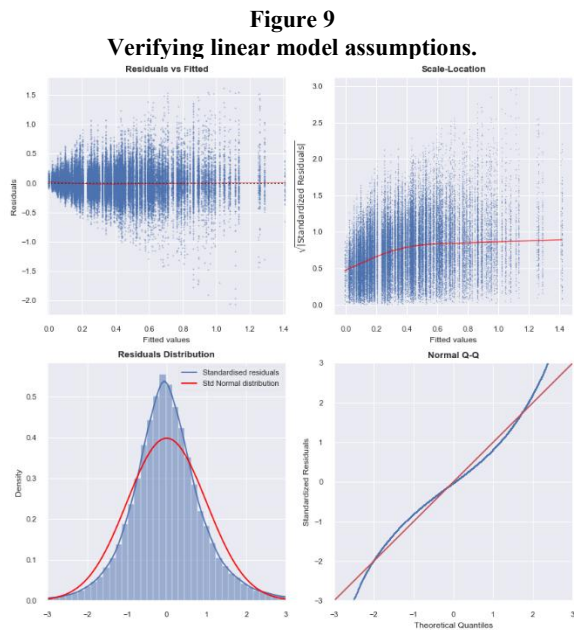 Figure 9
Verifying linear model assumptions.
Residuals vs Fitted
1.5
1.0
0.5
0.0
−0.5
−1.0
−1.5
−2.0
Residuals
0.0 0.2 0.4 0.6 0.8 1.0 1.2 1.4
Fitted values
Scale-Location
3.0
2.5
2.0
1.5
1.0
0.5
0.0
√|Standardized Residuals|
0.0 0.2 0.4 0.6 0.8 1.0 1.2 1.4
Fitted values
Residuals Distribution
Standardised residuals
Std Normal distribution
0.5
0.4
0.3
0.2
0.1
0.0
Density
−3 −2 −1 0 1 2 3
Normal Q-Q
3
2
1
0
−1
−2
−3
Standardized Residuals
−3 −2 −1 0 1 2 3
Theoretical Quantiles